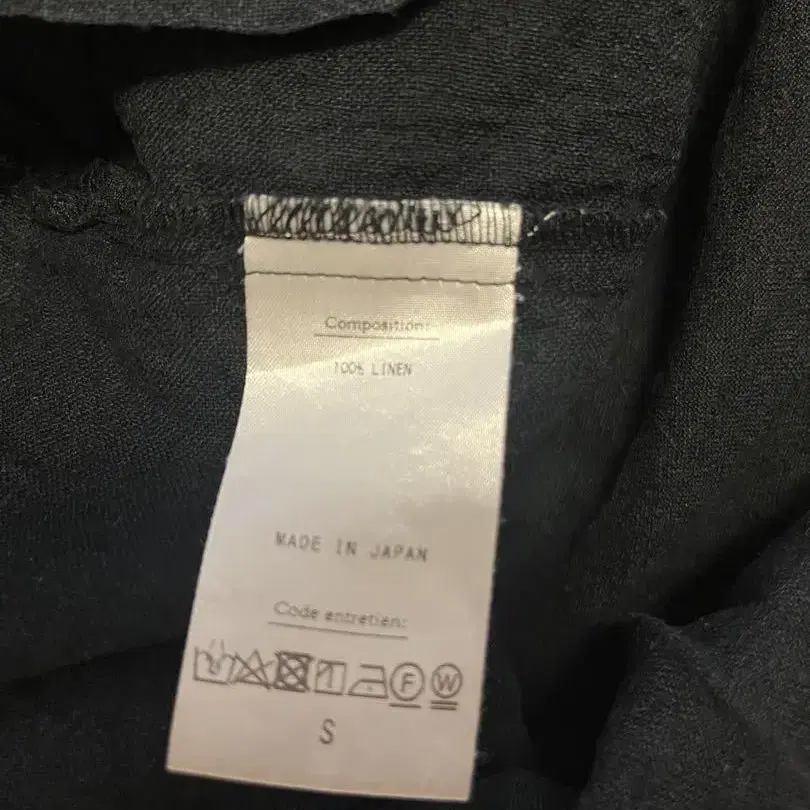 Composition:
100% LINEN
MADE IN JAPAN
Code entretien:
F W
S